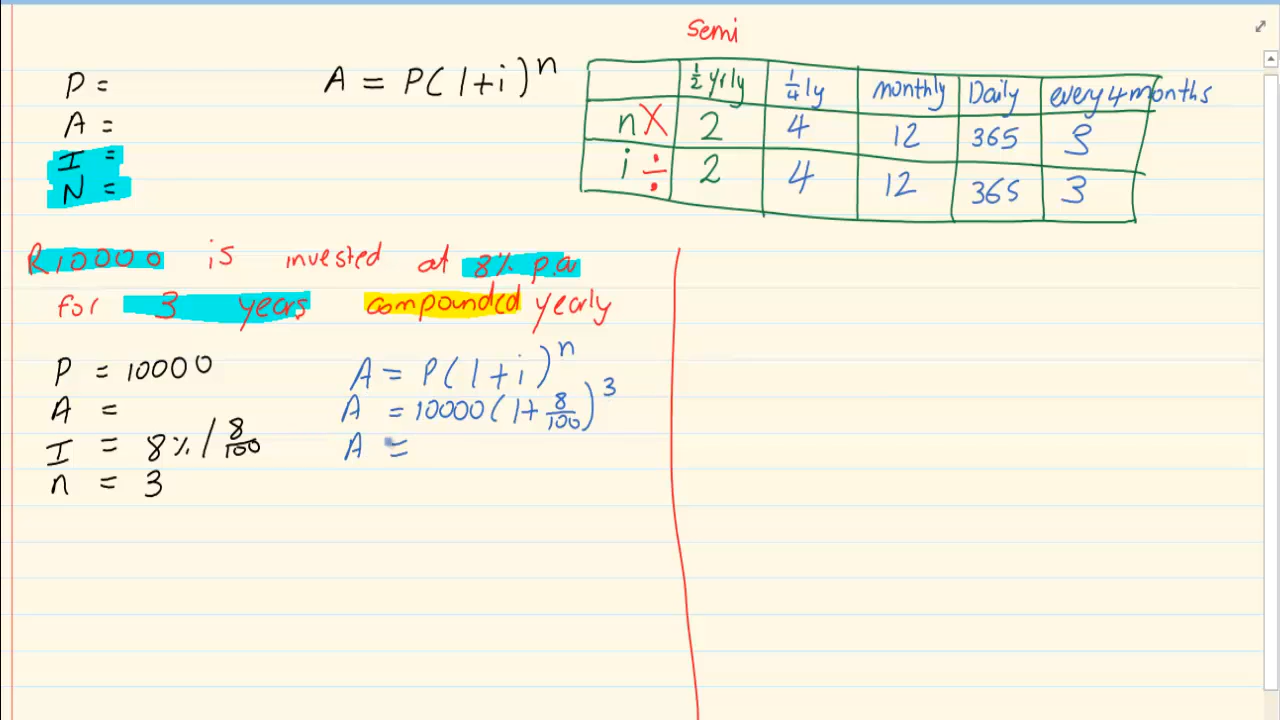 Semi
P =
A = P(1+i)^n
A =
I =
N =
½ yrly ¼ly monthly Daily every 4 months
n X 2 4 12 365 3
i ÷ 2 4 12 365 3
R10000 is invested at 8% p.a
for 3 years compounded yearly
P = 10000
A =
I = 8% / 8/100
n = 3
A = P(1+i)^n
A = 10000(1+8/100)^3
A =